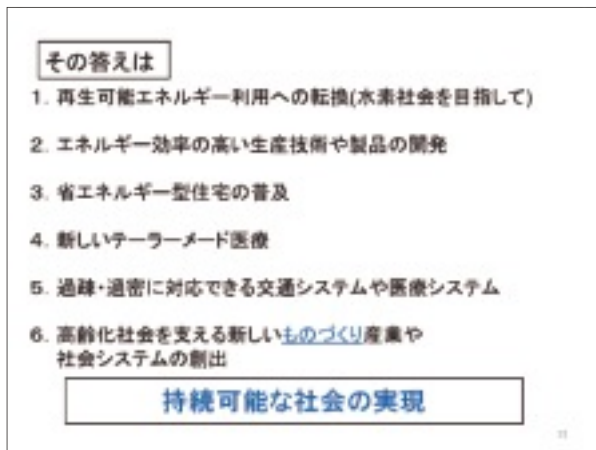 その答えは
1. 再生可能エネルギー利用への転換(水素社会を目指して)
2. エネルギー効率の高い生産技術や製品の開発
3. 省エネルギー型住宅の普及
4. 新しいテーラーメード医療
5. 過疎・過密に対応できる交通システムや医療システム
6. 高齢化社会を支える新しいものづくり産業や
社会システムの創出
持続可能な社会の実現